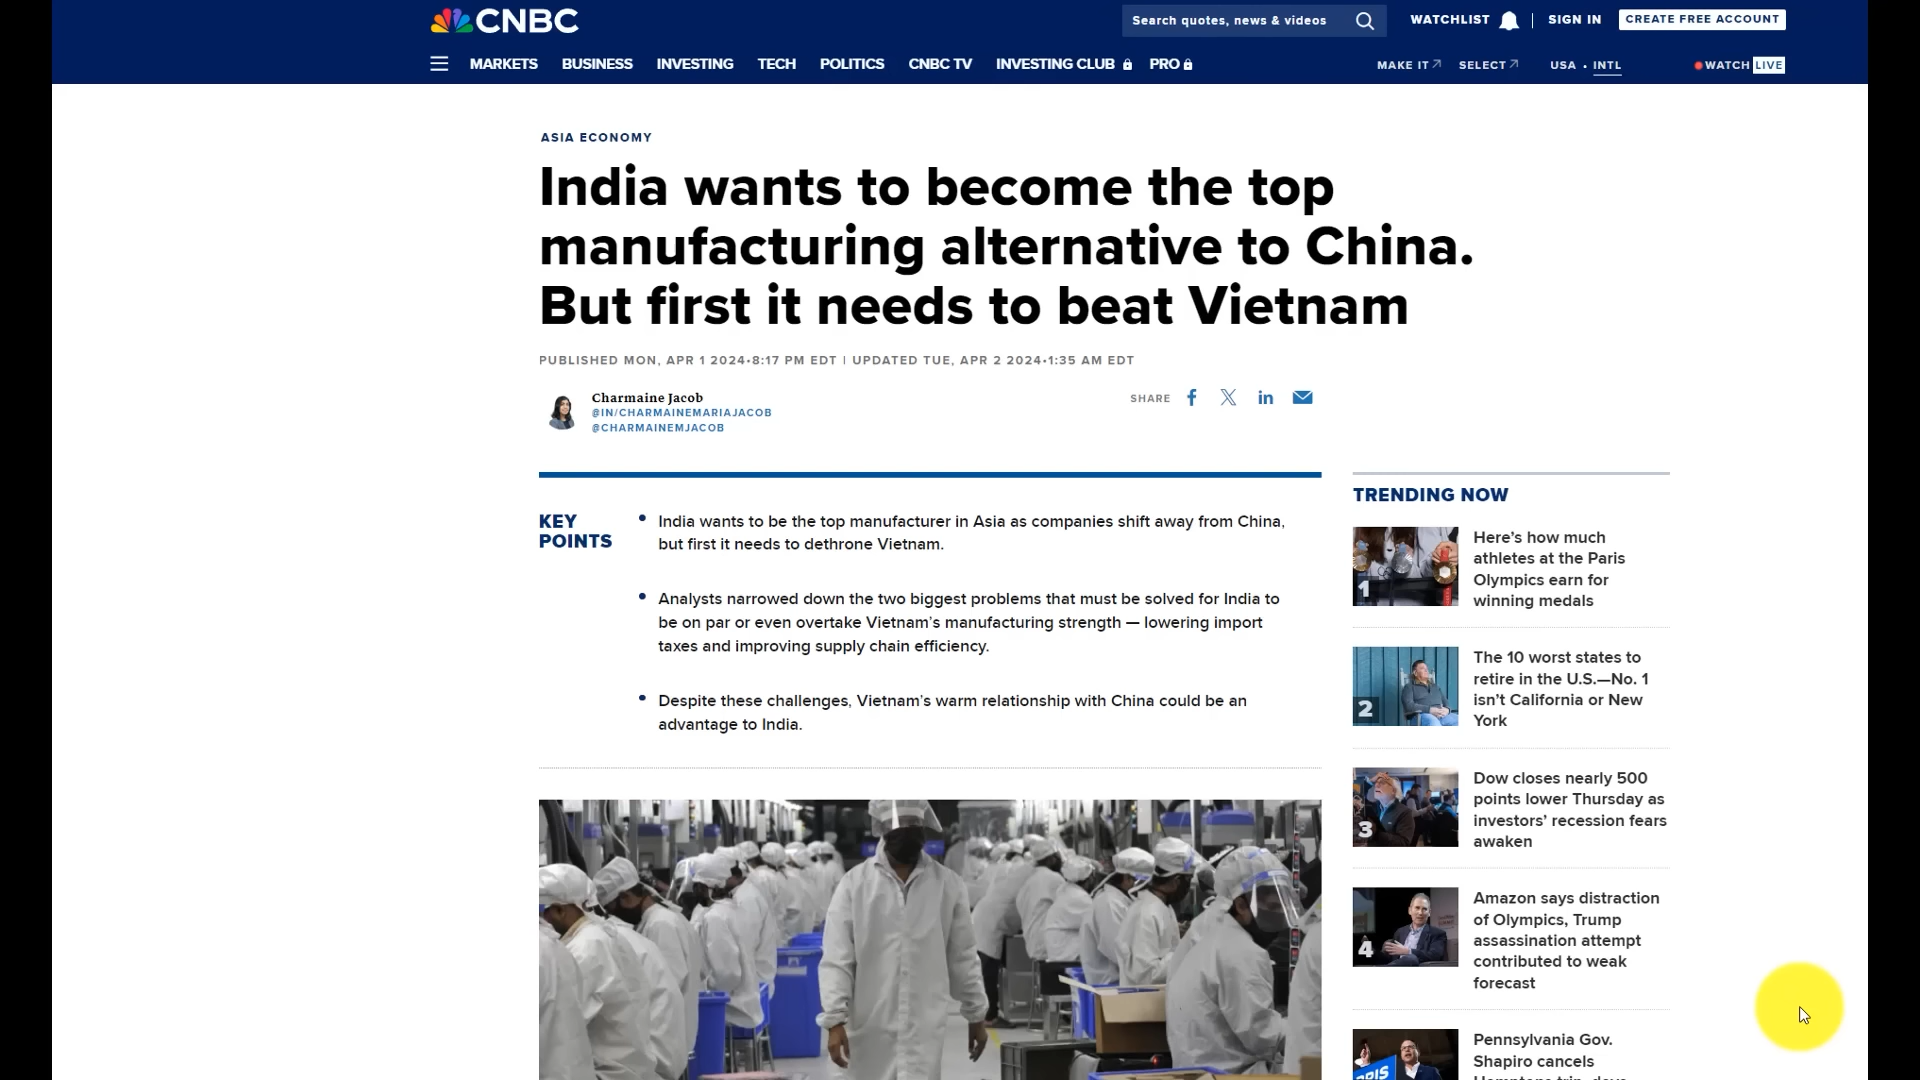 CNBC
Search quotes, news & videos
WATCHLIST
SIGN IN
CREATE FREE ACCOUNT
MARKETS
BUSINESS
INVESTING
TECH
POLITICS
CNBC TV
INVESTING CLUB
PRO
MAKE IT
SELECT
USA • INTL
WATCH LIVE
ASIA ECONOMY
India wants to become the top
manufacturing alternative to China.
But first it needs to beat Vietnam
PUBLISHED MON, APR 1 2024•8:17 PM EDT | UPDATED TUE, APR 2 2024•1:35 AM EDT
Charmaine Jacob
@IN/CHARMAINEMARIAJACOB
@CHARMAINEMJACOB
SHARE
KEY
POINTS
• India wants to be the top manufacturer in Asia as companies shift away from China,
but first it needs to dethrone Vietnam.
• Analysts narrowed down the two biggest problems that must be solved for India to
be on par or even overtake Vietnam’s manufacturing strength — lowering import
taxes and improving supply chain efficiency.
• Despite these challenges, Vietnam’s warm relationship with China could be an
advantage to India.
TRENDING NOW
1
Here’s how much
athletes at the Paris
Olympics earn for
winning medals
2
The 10 worst states to
retire in the U.S.—No. 1
isn’t California or New
York
3
Dow closes nearly 500
points lower Thursday as
investors’ recession fears
awaken
4
Amazon says distraction
of Olympics, Trump
assassination attempt
contributed to weak
forecast
Pennsylvania Gov.
Shapiro cancels